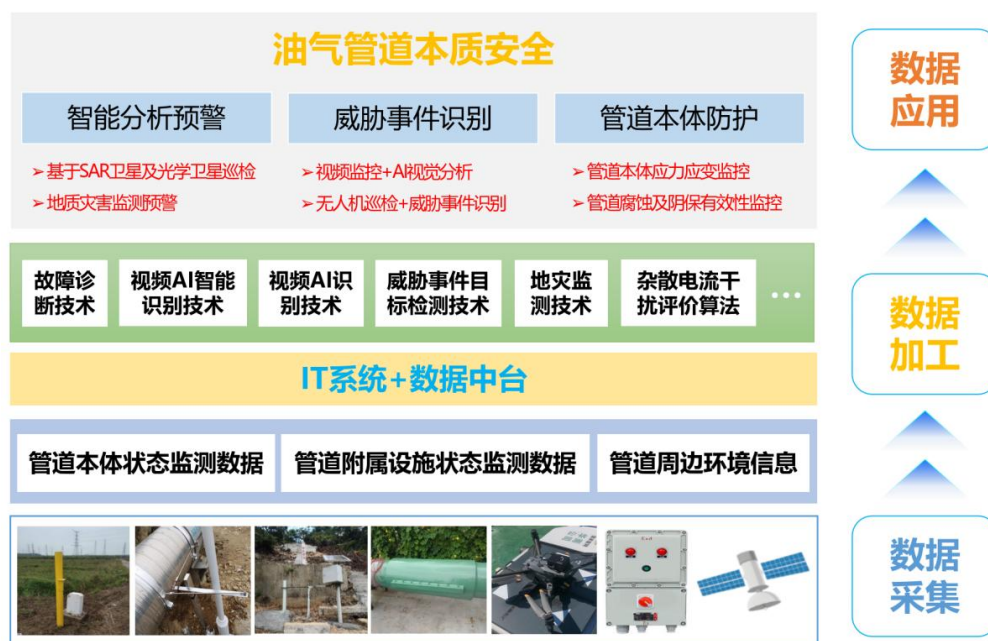 油气管道本质安全
数据
应用
智能分析预警
威胁事件识别
管道本体防护
➢基于SAR卫星及光学卫星巡检
➢地质灾害监测预警
➢视频监控+AI视觉分析
➢无人机巡检+威胁事件识别
➢管道本体应力应变监控
➢管道腐蚀及阴保有效性监控
故障诊
断技术
视频AI智能
识别技术
视频AI识
别技术
威胁事件目
标检测技术
地灾监
测技术
杂散电流干
扰评价算法
...
数据
加工
IT系统+数据中台
管道本体状态监测数据
管道附属设施状态监测数据
管道周边环境信息
数据
采集